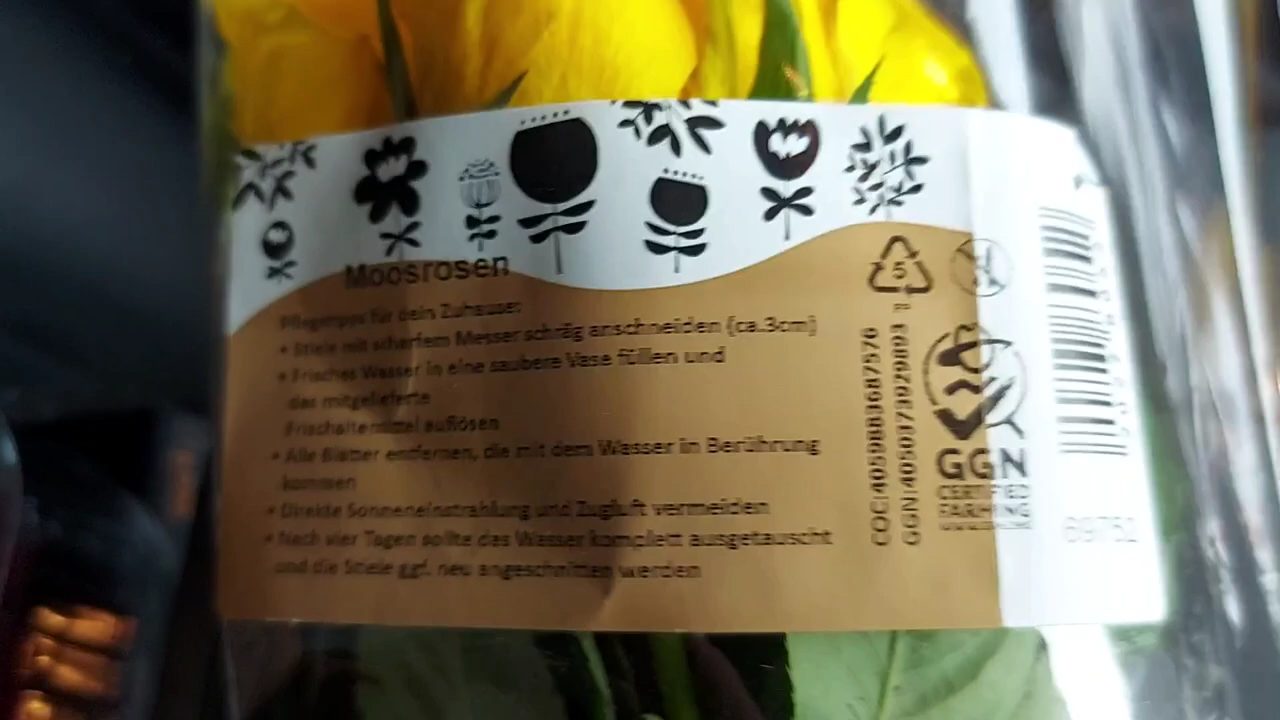 Moosrosen
Pflegetipps für dein Zuhause:
• Stiele mit scharfem Messer schräg anschneiden (ca.3cm)
• Frisches Wasser in eine saubere Vase füllen und
das mitgelieferte
Frischhaltemittel auflösen
• Alle Blätter entfernen, die mit dem Wasser in Berührung
kommen
• Direkte Sonneneinstrahlung und Zugluft vermeiden
• Nach vier Tagen sollte das Wasser komplett ausgetauscht
und die Stiele ggf. neu angeschnitten werden
5
PP
COC:4059883687576
GGN:4050373929893
GGN
CERTIFIED
FARMING
69752